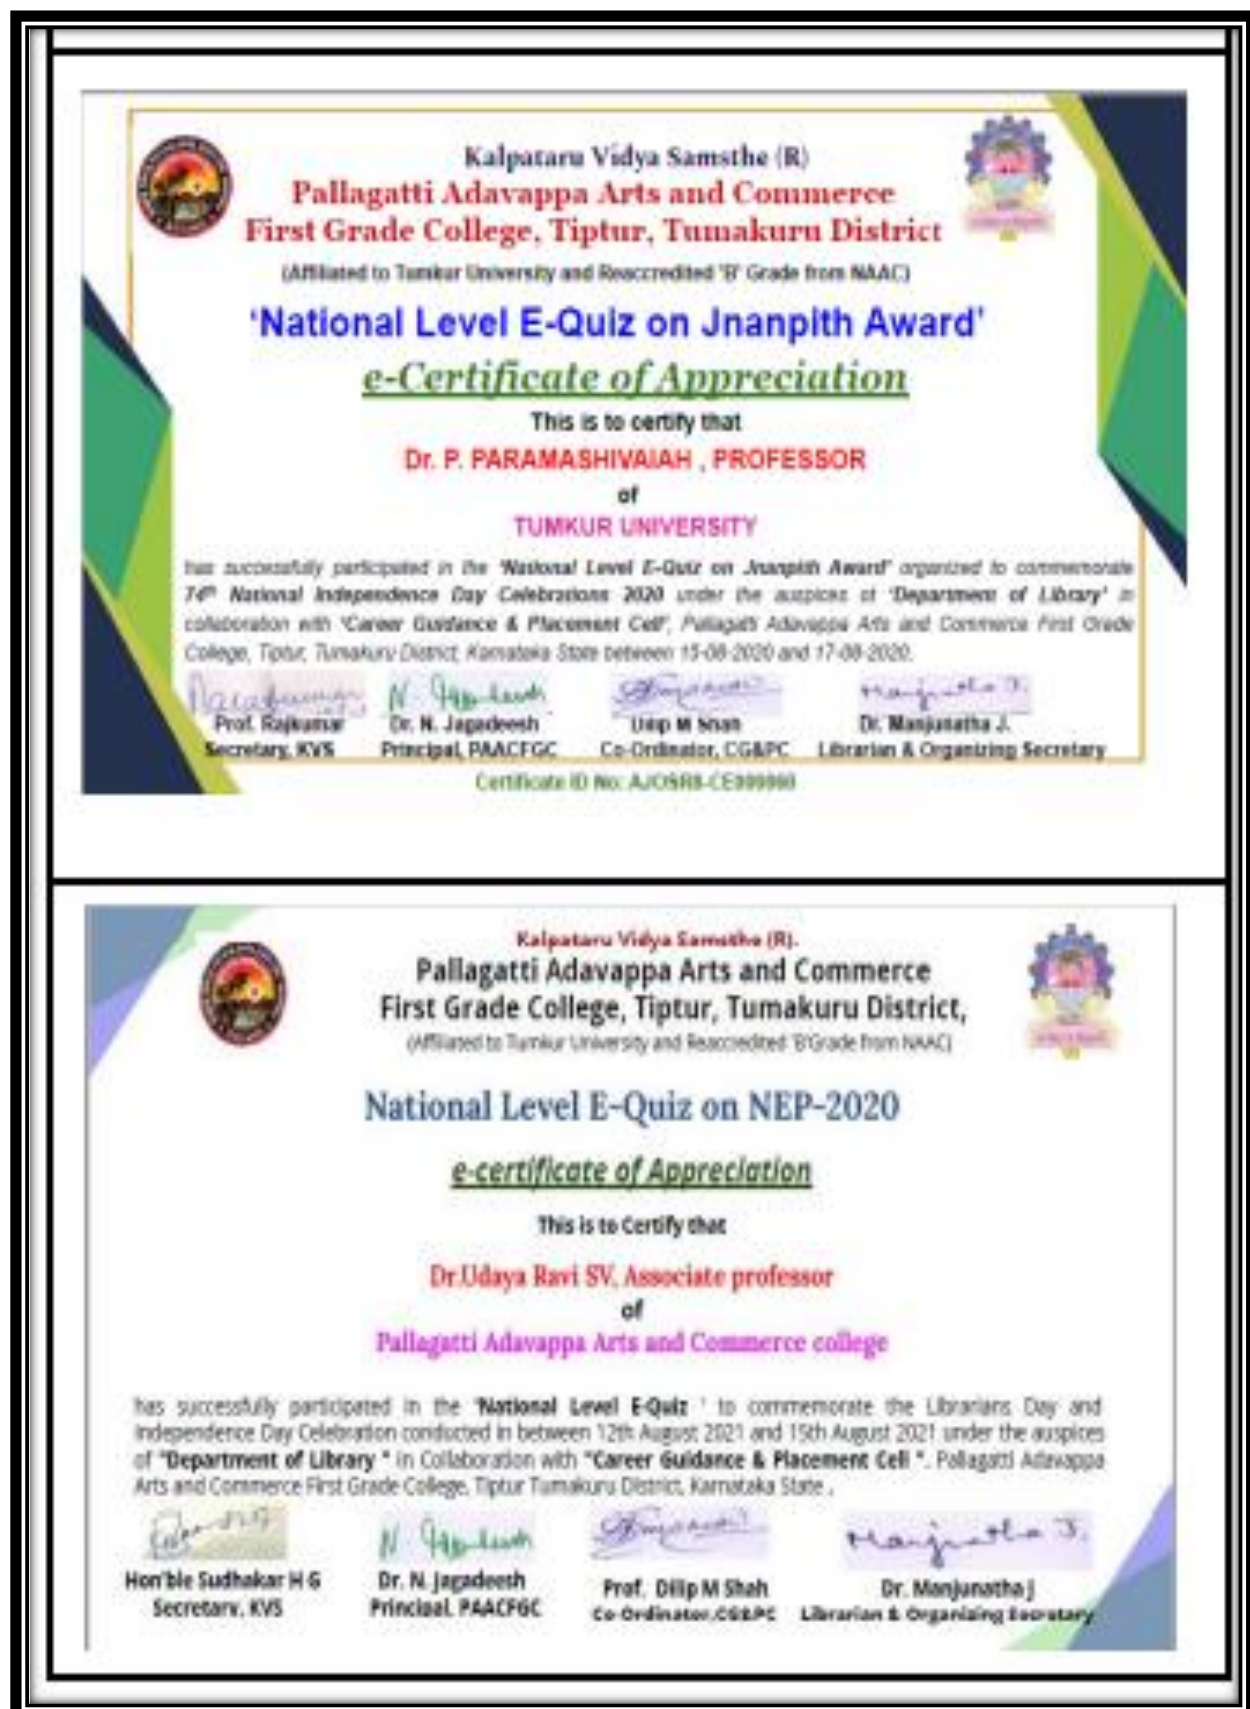 Kalpataru Vidya Samsthe (R)
Pallagatti Adavappa Arts and Commerce
First Grade College, Tiptur, Tumakuru District
(Affiliated to Tumkur University and Reaccredited 'B' Grade from NAAC)
'National Level E-Quiz on Jnanpith Award'
e-Certificate of Appreciation
This is to certify that
Dr. P. PARAMASHIVAIAH , PROFESSOR
of
TUMKUR UNIVERSITY
has successfully participated in the 'National Level E-Quiz on Jnanpith Award' organized to commemorate
74th National Independence Day Celebrations 2020 under the auspices of 'Department of Library' in
collaboration with 'Career Guidance & Placement Cell', Pallagatti Adavappa Arts and Commerce First Grade
College, Tiptur, Tumakuru District, Karnataka State between 15-08-2020 and 17-08-2020.
N. Jagadeesh
Manjunatha J.
Prof. Rajkumar Dr. N. Jagadeesh Dilip M Shah Dr. Manjunatha J.
Secretary, KVS Principal, PAACFGC Co-Ordinator, CG&PC Librarian & Organizing Secretary
Certificate ID No:
Kalpataru Vidya Samsthe (R).
Pallagatti Adavappa Arts and Commerce
First Grade College, Tiptur, Tumakuru District,
(Affiliated to Tumkur University and Reaccredited 'B'Grade from NAAC)
National Level E-Quiz on NEP-2020
e-certificate of Appreciation
This is to Certify that
Dr.Udaya Ravi SV, Associate professor
of
Pallagatti Adavappa Arts and Commerce college
has successfully participated in the 'National Level E-Quiz ' to commemorate the Librarians Day and
Independence Day Celebration conducted in between 12th August 2021 and 15th August 2021 under the auspices
of "Department of Library " in Collaboration with "Career Guidance & Placement Cell ". Pallagatti Adavappa
Arts and Commerce First Grade College, Tiptur Tumakuru District, Karnataka State .
N. Jagadeesh
Manjunatha J.
Hon'ble Sudhakar H G Dr. N. Jagadeesh Prof. Dilip M Shah Dr. Manjunatha J
Secretary, KVS Principal, PAACFGC Co-Ordinator,CG&PC Librarian & Organizing Secretary